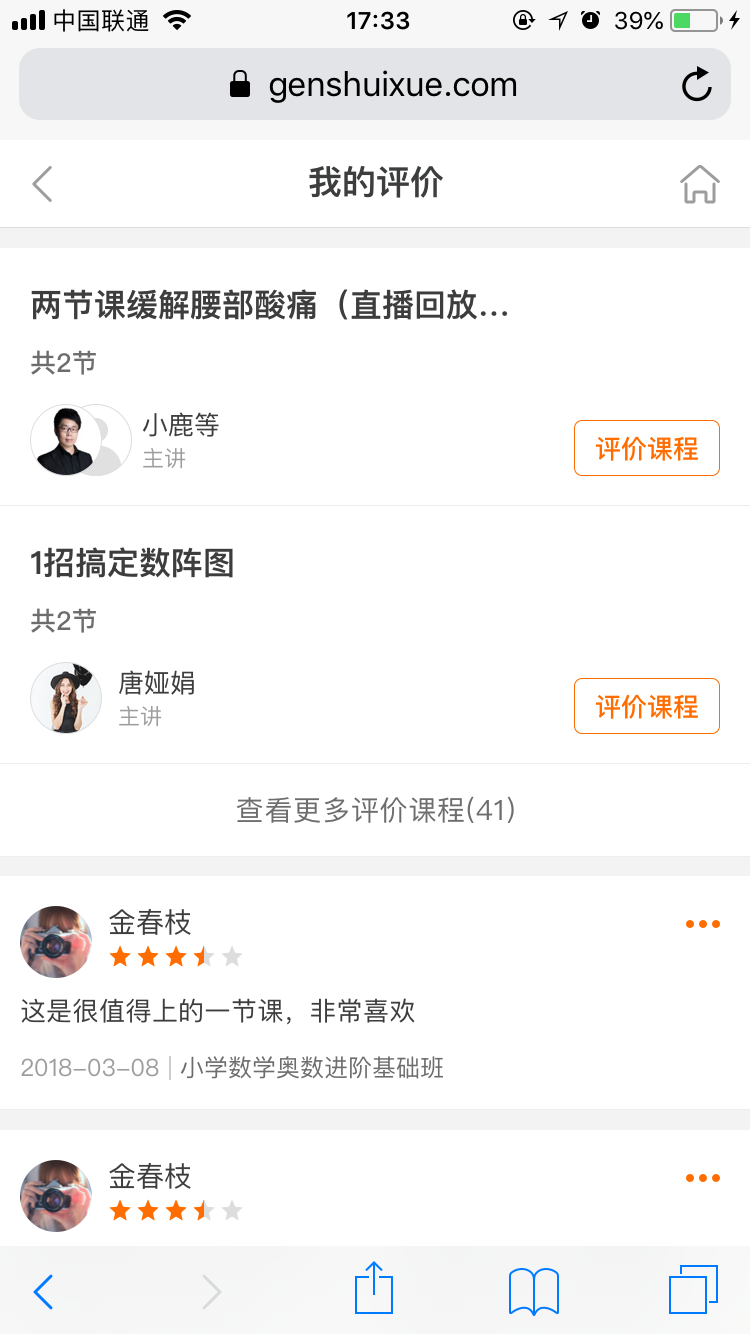 中国联通
17:33
39%
genshuixue.com
我的评价
两节课缓解腰部酸痛（直播回放...
共2节
小鹿等
主讲
评价课程
1招搞定数阵图
共2节
唐娅娟
主讲
评价课程
查看更多评价课程(41)
金春枝
这是很值得上的一节课，非常喜欢
2018-03-08 | 小学数学奥数进阶基础班
金春枝